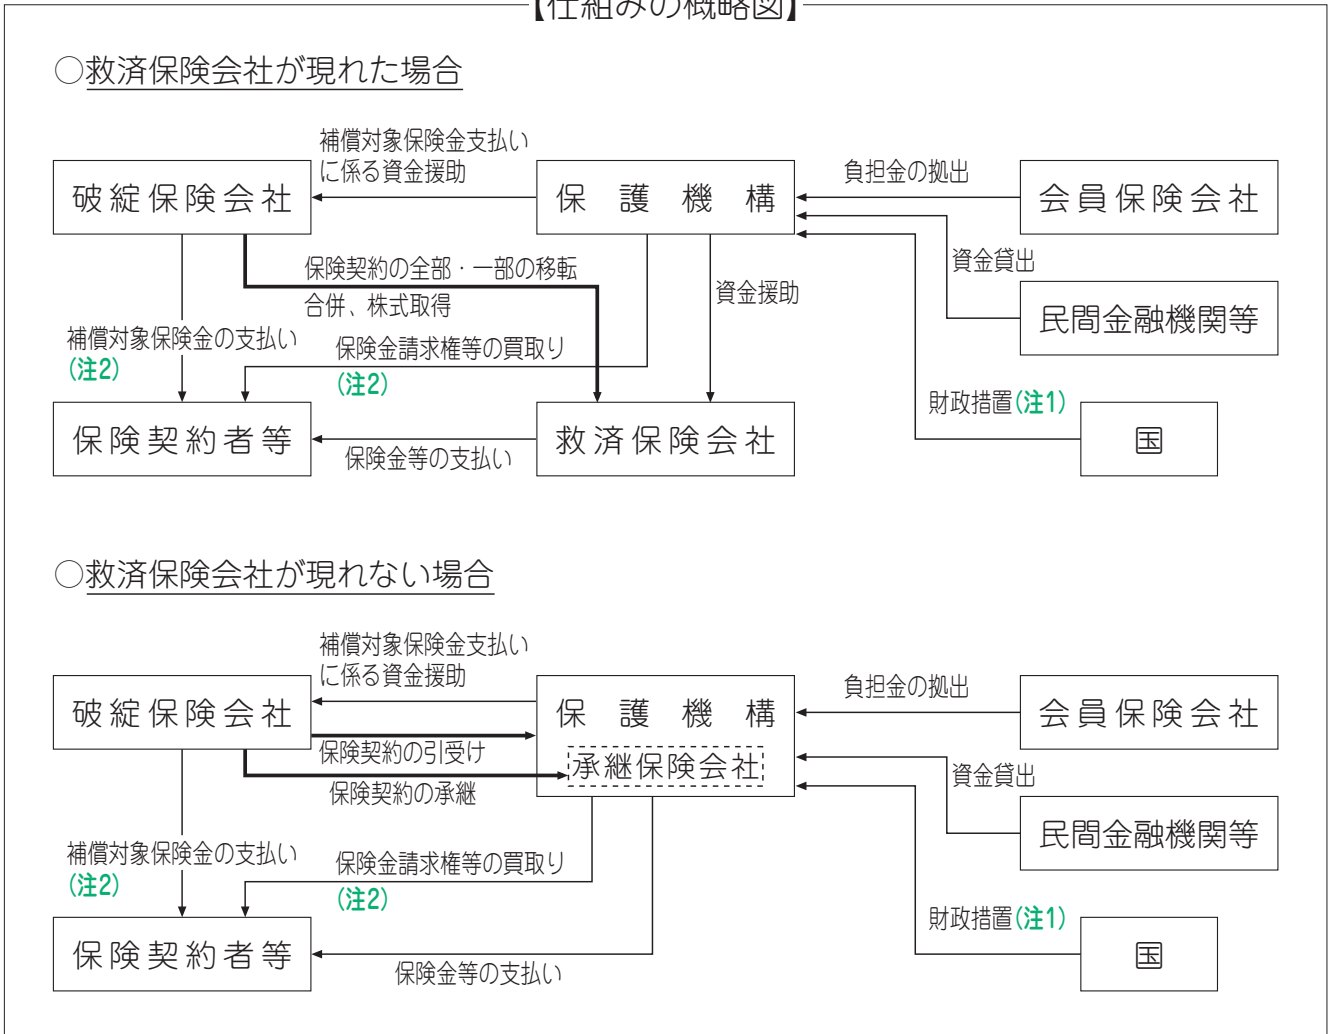 【仕組みの概略図】
○救済保険会社が現れた場合
補償対象保険金支払い
に係る資金援助
破綻保険会社
保護機構
負担金の拠出
会員保険会社
保険契約の全部・一部の移転
合併、株式取得
資金援助
資金貸出
民間金融機関等
補償対象保険金の支払い
(注2)
保険金請求権等の買取り
(注2)
財政措置(注1)
保険契約者等
保険金等の支払い
救済保険会社
国
○救済保険会社が現れない場合
補償対象保険金支払い
に係る資金援助
破綻保険会社
保護機構
負担金の拠出
会員保険会社
保険契約の引受け
承継保険会社
保険契約の承継
資金貸出
民間金融機関等
補償対象保険金の支払い
(注2)
保険金請求権等の買取り
(注2)
財政措置(注1)
保険契約者等
保険金等の支払い
国